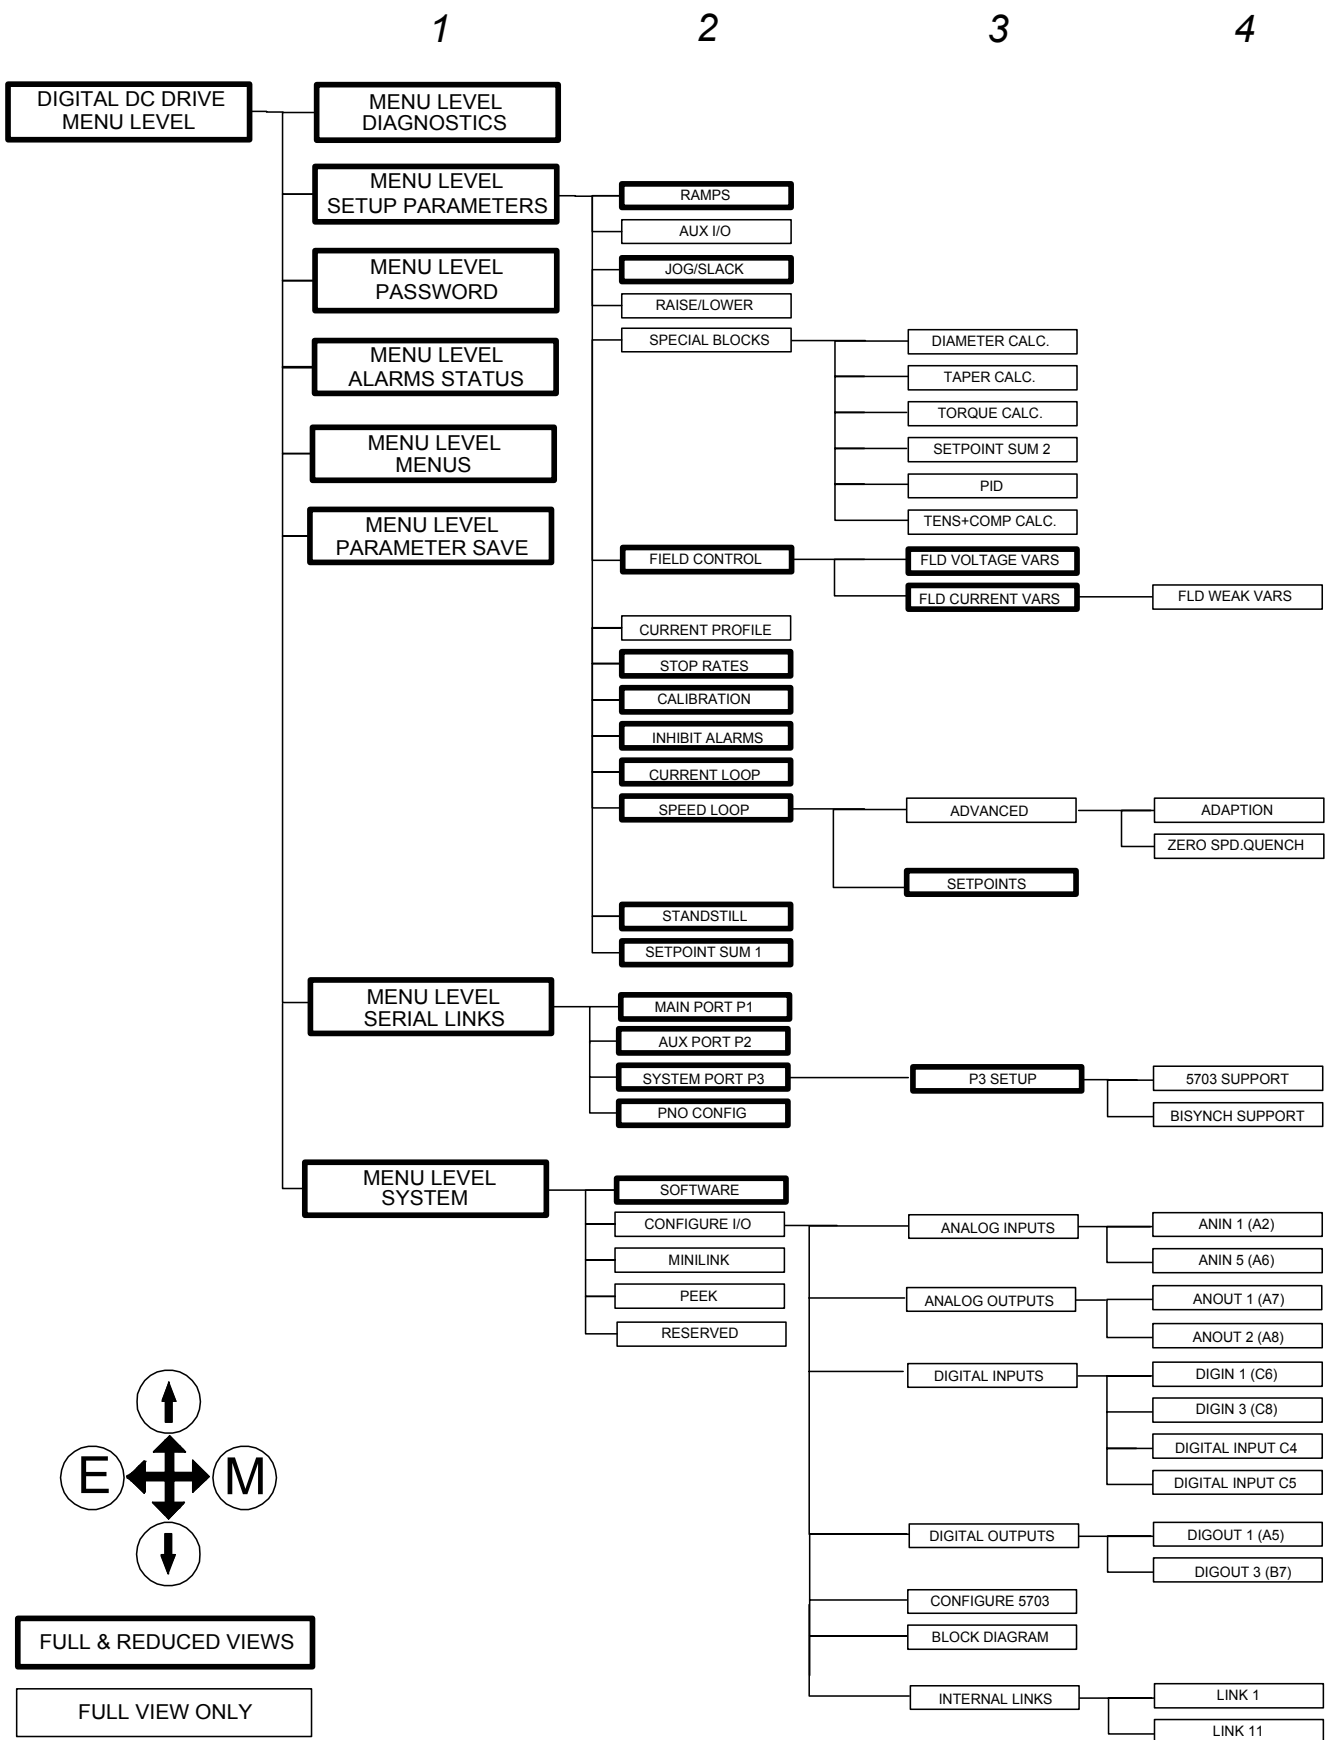 1
2
3
4
DIGITAL DC DRIVE
MENU LEVEL
MENU LEVEL
DIAGNOSTICS
MENU LEVEL
SETUP PARAMETERS
RAMPS
AUX I/O
JOG/SLACK
RAISE/LOWER
SPECIAL BLOCKS
DIAMETER CALC.
TAPER CALC.
TORQUE CALC.
SETPOINT SUM 2
PID
TENS+COMP CALC.
FIELD CONTROL
FLD VOLTAGE VARS
FLD CURRENT VARS
FLD WEAK VARS
CURRENT PROFILE
STOP RATES
CALIBRATION
INHIBIT ALARMS
CURRENT LOOP
SPEED LOOP
ADVANCED
ADAPTION
ZERO SPD.QUENCH
SETPOINTS
STANDSTILL
SETPOINT SUM 1
MENU LEVEL
PASSWORD
MENU LEVEL
ALARMS STATUS
MENU LEVEL
MENUS
MENU LEVEL
PARAMETER SAVE
MENU LEVEL
SERIAL LINKS
MAIN PORT P1
AUX PORT P2
SYSTEM PORT P3
P3 SETUP
5703 SUPPORT
BISYNCH SUPPORT
PNO CONFIG
MENU LEVEL
SYSTEM
SOFTWARE
CONFIGURE I/O
MINILINK
PEEK
RESERVED
ANALOG INPUTS
ANIN 1 (A2)
ANIN 5 (A6)
ANALOG OUTPUTS
ANOUT 1 (A7)
ANOUT 2 (A8)
DIGITAL INPUTS
DIGIN 1 (C6)
DIGIN 3 (C8)
DIGITAL INPUT C4
DIGITAL INPUT C5
DIGITAL OUTPUTS
DIGOUT 1 (A5)
DIGOUT 3 (B7)
CONFIGURE 5703
BLOCK DIAGRAM
INTERNAL LINKS
LINK 1
LINK 11
E
M
FULL & REDUCED VIEWS
FULL VIEW ONLY